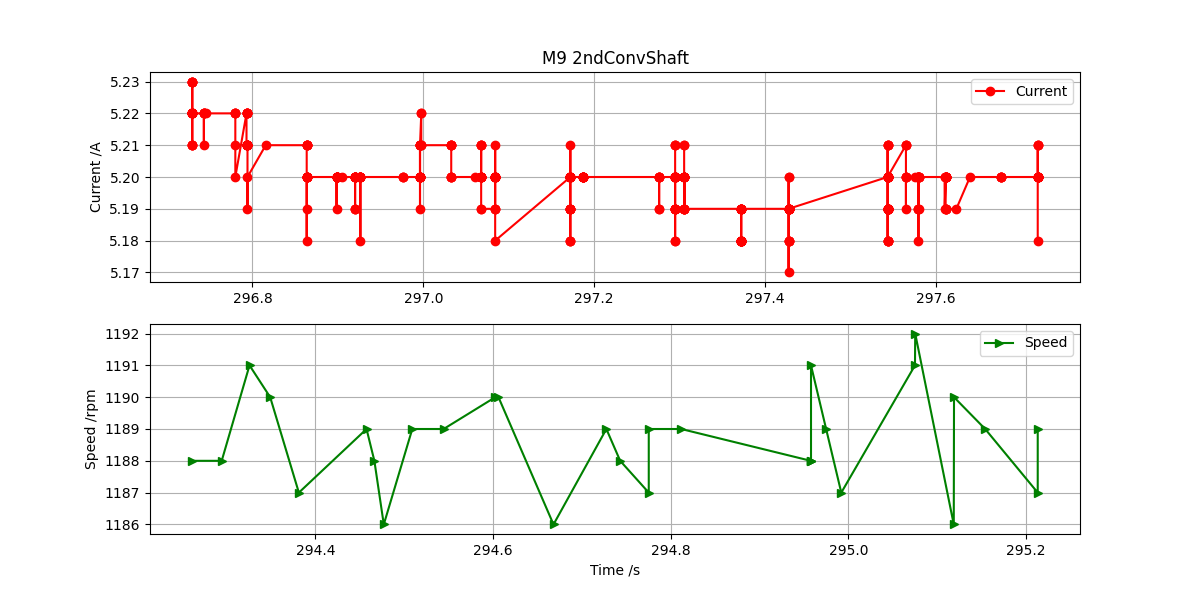 M9 2ndConvShaft
5.23
5.22
5.21
5.20
5.19
5.18
5.17
Current /A
Current
296.8 297.0 297.2 297.4 297.6
1192
1191
1190
1189
1188
1187
1186
Speed /rpm
Speed
294.4 294.6 294.8 295.0 295.2
Time /s